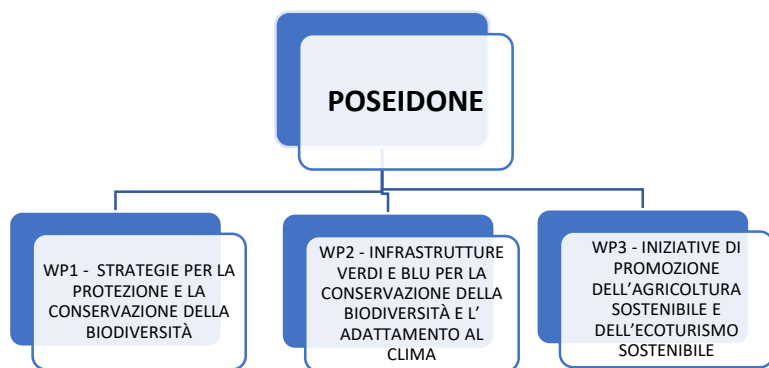 POSEIDONE
WP1 - STRATEGIE PER LA
PROTEZIONE E LA
CONSERVAZIONE DELLA
BIODIVERSITÀ
WP2 - INFRASTRUTTURE
VERDI E BLU PER LA
CONSERVAZIONE DELLA
BIODIVERSITÀ E L’
ADATTAMENTO AL
CLIMA
WP3 - INIZIATIVE DI
PROMOZIONE
DELL’AGRICOLTURA
SOSTENIBILE E
DELL’ECOTURISMO
SOSTENIBILE